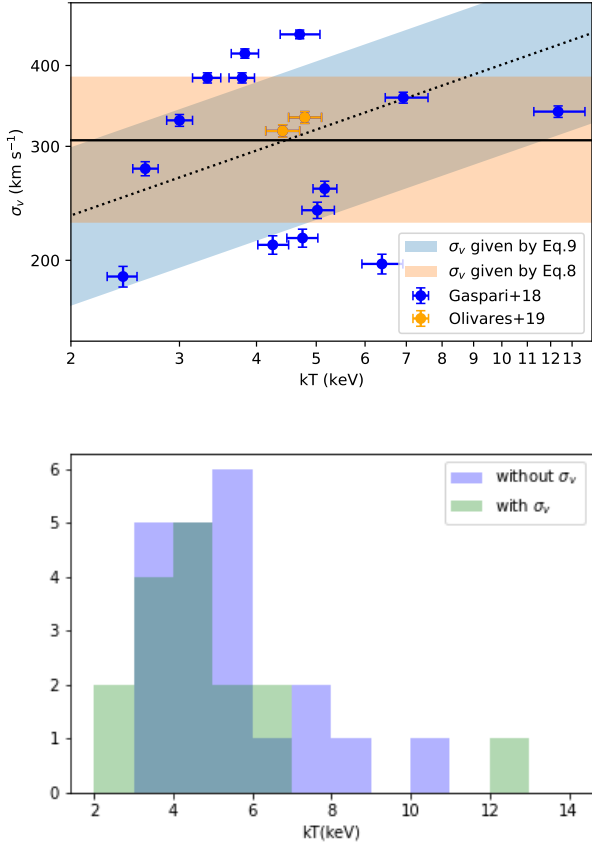 400
300
200
σᵥ (km s⁻¹)
σᵥ given by Eq.9
σᵥ given by Eq.8
Gaspari+18
Olivares+19
2 3 4 5 6 7 8 9 10 11 12 13
kT (keV)
6
5
4
3
2
1
0
without σᵥ
with σᵥ
2 4 6 8 10 12 14
kT(keV)